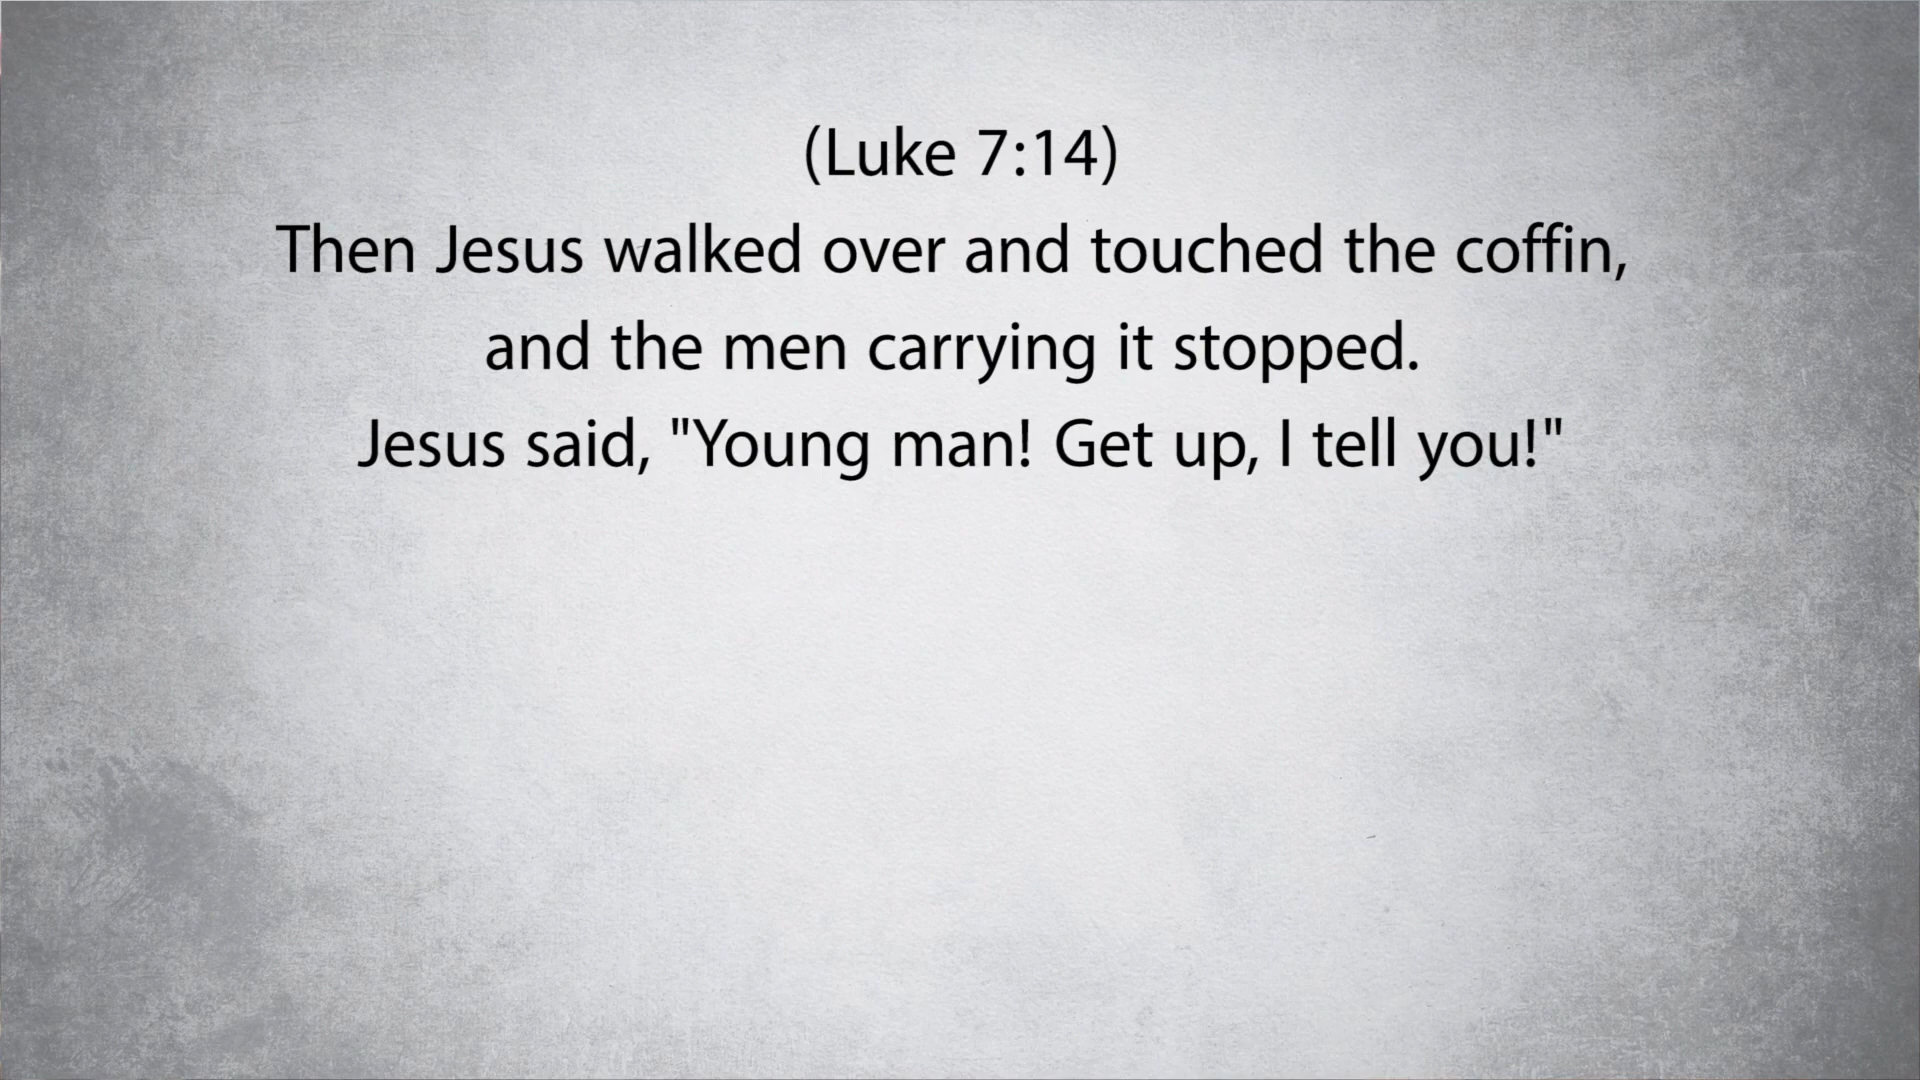 (Luke 7:14)
Then Jesus walked over and touched the coffin,
and the men carrying it stopped.
Jesus said, "Young man! Get up, I tell you!"